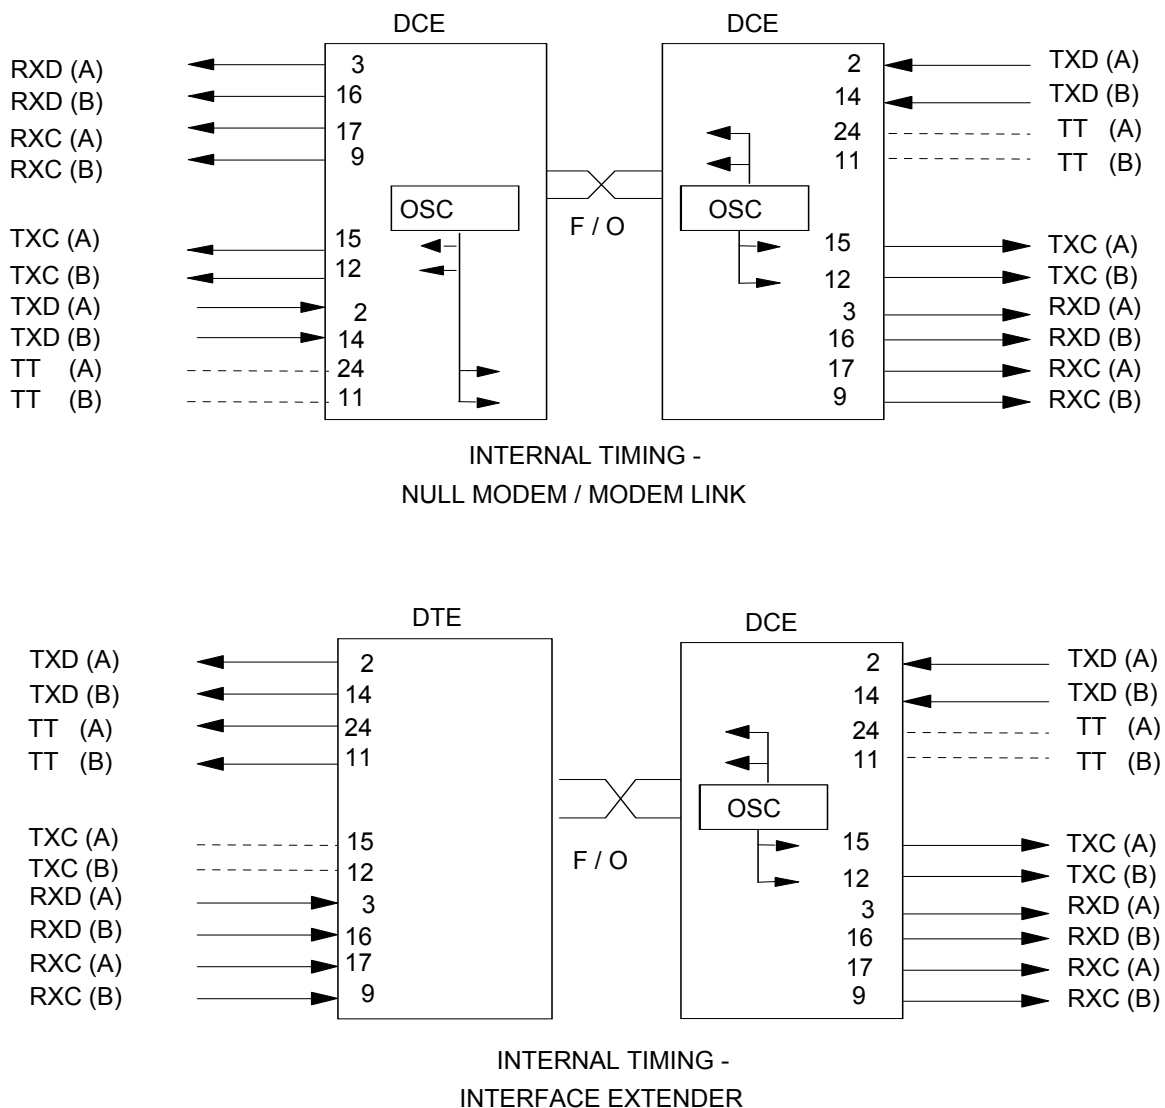 DCE DCE
RXD (A) 3 2 TXD (A)
RXD (B) 16 14 TXD (B)
RXC (A) 17 24 TT (A)
RXC (B) 9 11 TT (B)
OSC F / O OSC
TXC (A) 15 15 TXC (A)
TXC (B) 12 12 TXC (B)
TXD (A) 2 3 RXD (A)
TXD (B) 14 16 RXD (B)
TT (A) 24 17 RXC (A)
TT (B) 11 9 RXC (B)
INTERNAL TIMING -
NULL MODEM / MODEM LINK
DTE DCE
TXD (A) 2 2 TXD (A)
TXD (B) 14 14 TXD (B)
TT (A) 24 24 TT (A)
TT (B) 11 11 TT (B)
OSC
TXC (A) 15 F / O 15 TXC (A)
TXC (B) 12 12 TXC (B)
RXD (A) 3 3 RXD (A)
RXD (B) 16 16 RXD (B)
RXC (A) 17 17 RXC (A)
RXC (B) 9 9 RXC (B)
INTERNAL TIMING -
INTERFACE EXTENDER